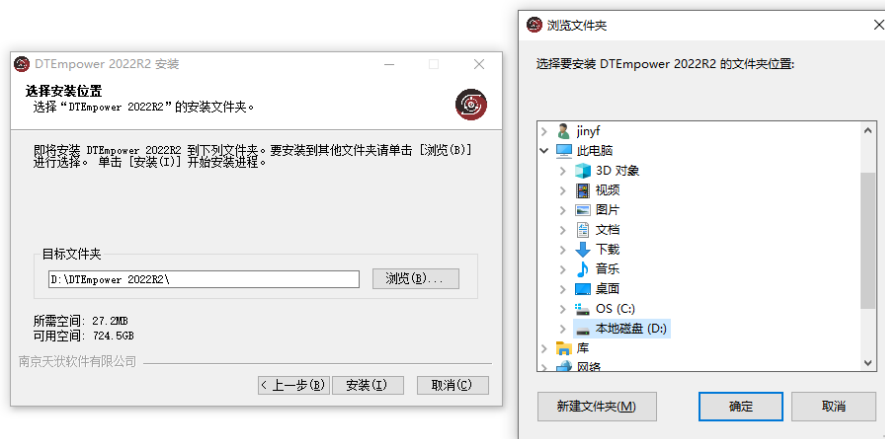 DTEmpower 2022R2 安装
选择安装位置
选择“DTEmpower 2022R2”的安装文件夹。
即将安装 DTEmpower 2022R2 到下列文件夹。要安装到其他文件夹请单击 [浏览(B)]
进行选择。 单击 [安装(I)] 开始安装进程。
目标文件夹
D:\DTEmpower 2022R2\
浏览(B)...
所需空间: 27.2MB
可用空间: 724.5GB
南京天洑软件有限公司
< 上一步(B)
安装(I)
取消(C)
浏览文件夹
选择要安装 DTEmpower 2022R2 的文件夹位置:
jinyf
此电脑
3D 对象
视频
图片
文档
下载
音乐
桌面
OS (C:)
本地磁盘 (D:)
库
网络
新建文件夹(M)
确定
取消